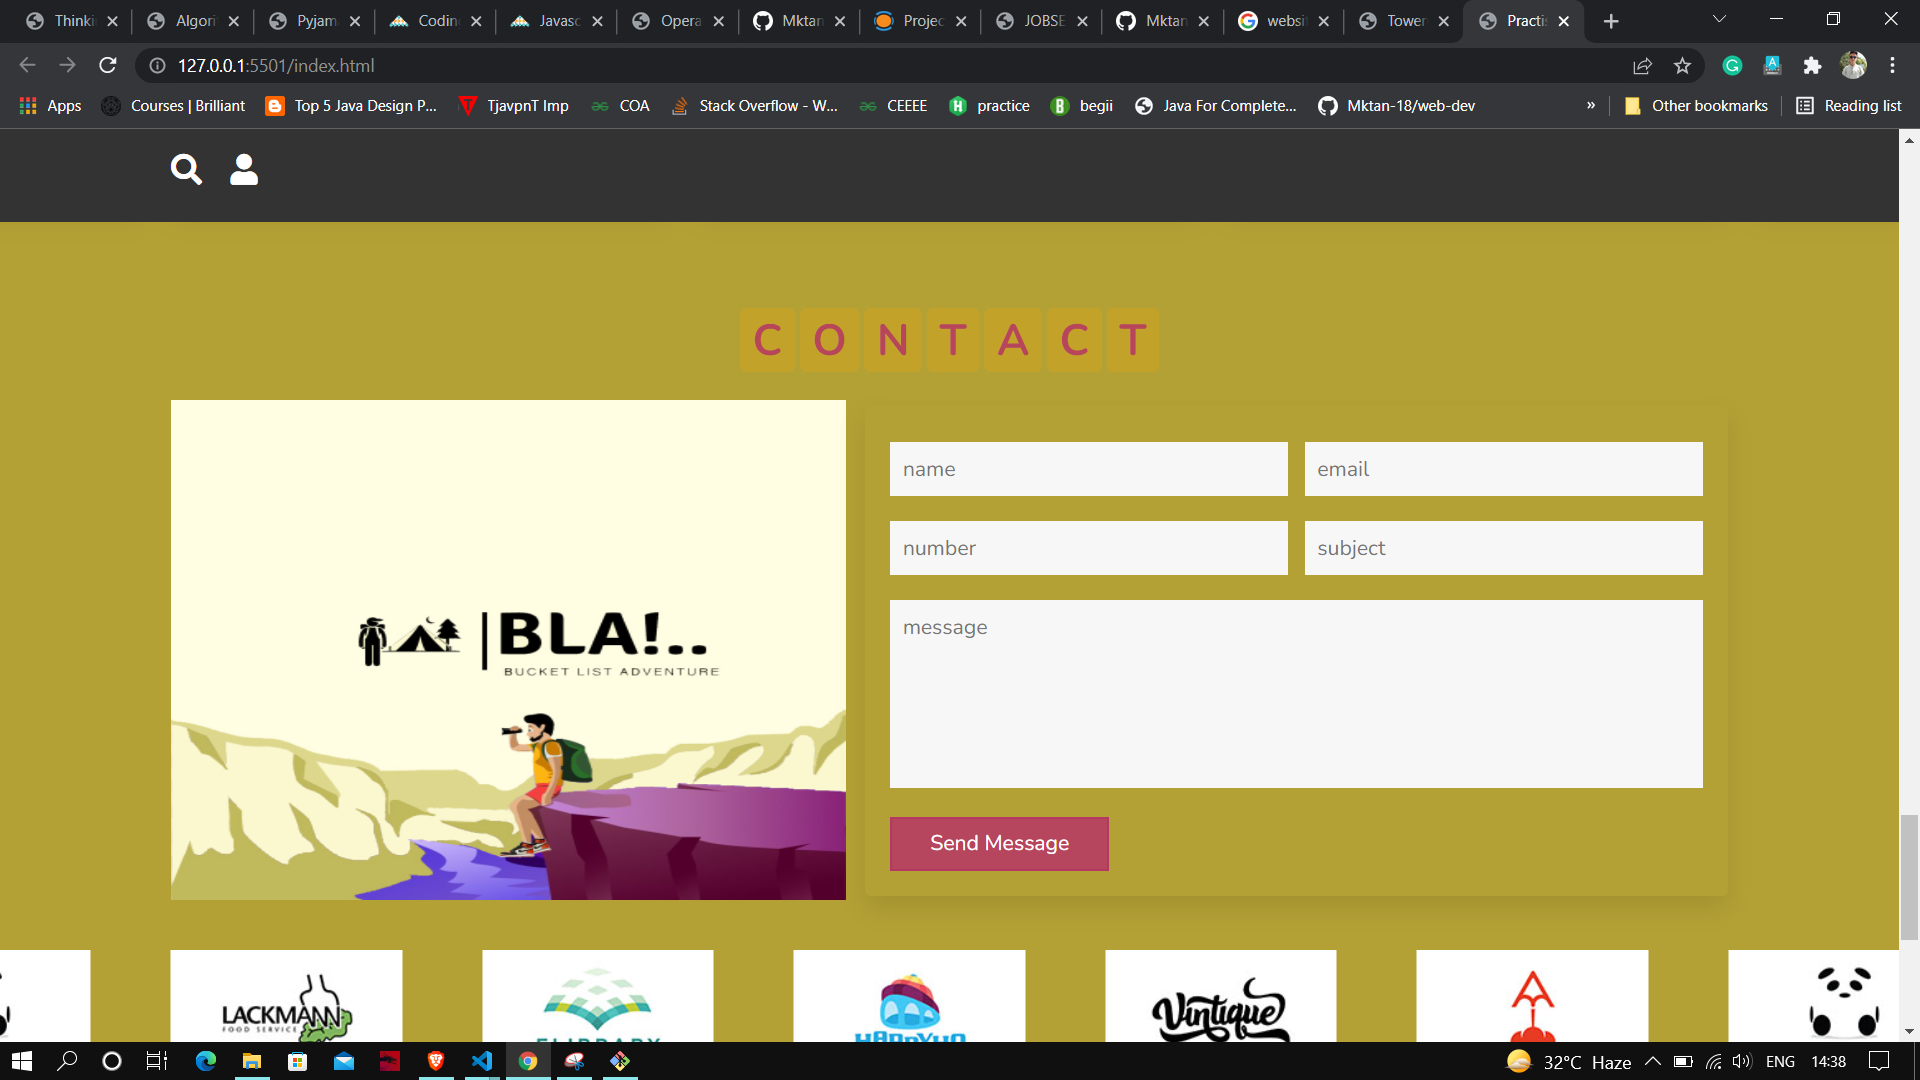 Thinki
Algori
Pyjam
Codin
Javasc
Opera
Mktan
Projec
JOBSE
Mktan
websit
Tower
Practis
127.0.0.1:5501/index.html
Apps
Courses | Brilliant
Top 5 Java Design P...
TjavpnT Imp
COA
Stack Overflow - W...
CEEEE
practice
begii
Java For Complete...
Mktan-18/web-dev
»
Other bookmarks
Reading list
C O N T A C T
name
email
number
subject
message
BLA!..
BUCKET LIST ADVENTURE
Send Message
LACKMANN
FOOD SERVICE
Vintique
32°C Haze
ENG
14:38